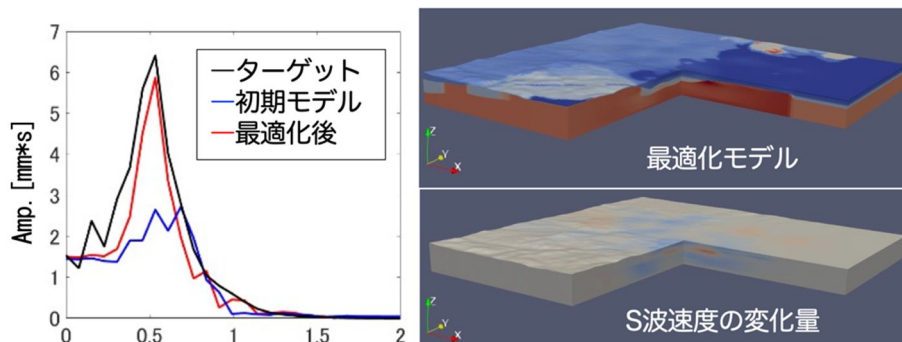 7
6
5
4
3
2
1
0
Amp. [mm*s]
0
0.5
1
1.5
2
ターゲット
初期モデル
最適化後
Z
Y
X
最適化モデル
Z
Y
X
S波速度の変化量